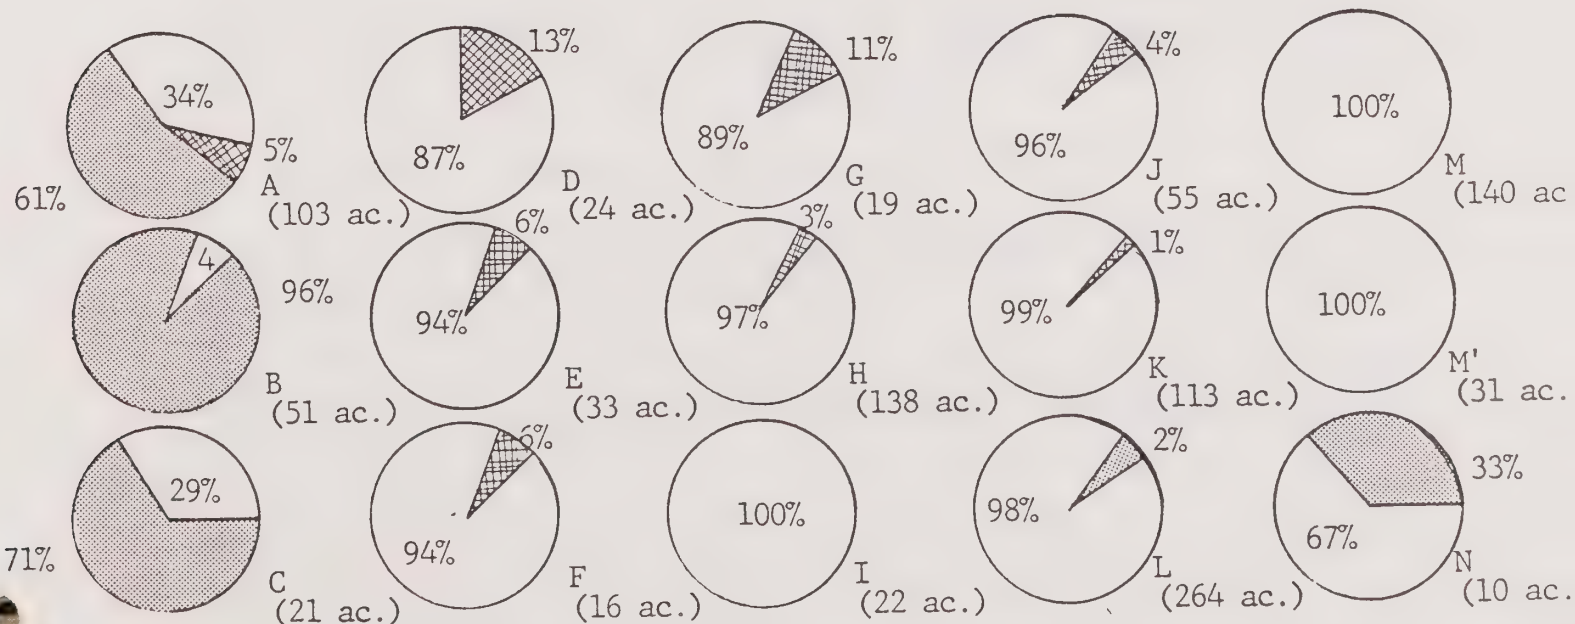 34%
5%
61%
A
(103 ac.)
13%
87%
D
(24 ac.)
11%
89%
G
(19 ac.)
4%
96%
J
(55 ac.)
100%
M
(140 ac
4
96%
B
(51 ac.)
6%
94%
E
(33 ac.)
3%
97%
H
(138 ac.)
1%
99%
K
(113 ac.)
100%
M'
(31 ac.
29%
71%
C
(21 ac.)
6%
94%
F
(16 ac.)
100%
I
(22 ac.)
2%
98%
L
(264 ac.)
33%
67%
N
(10 ac.